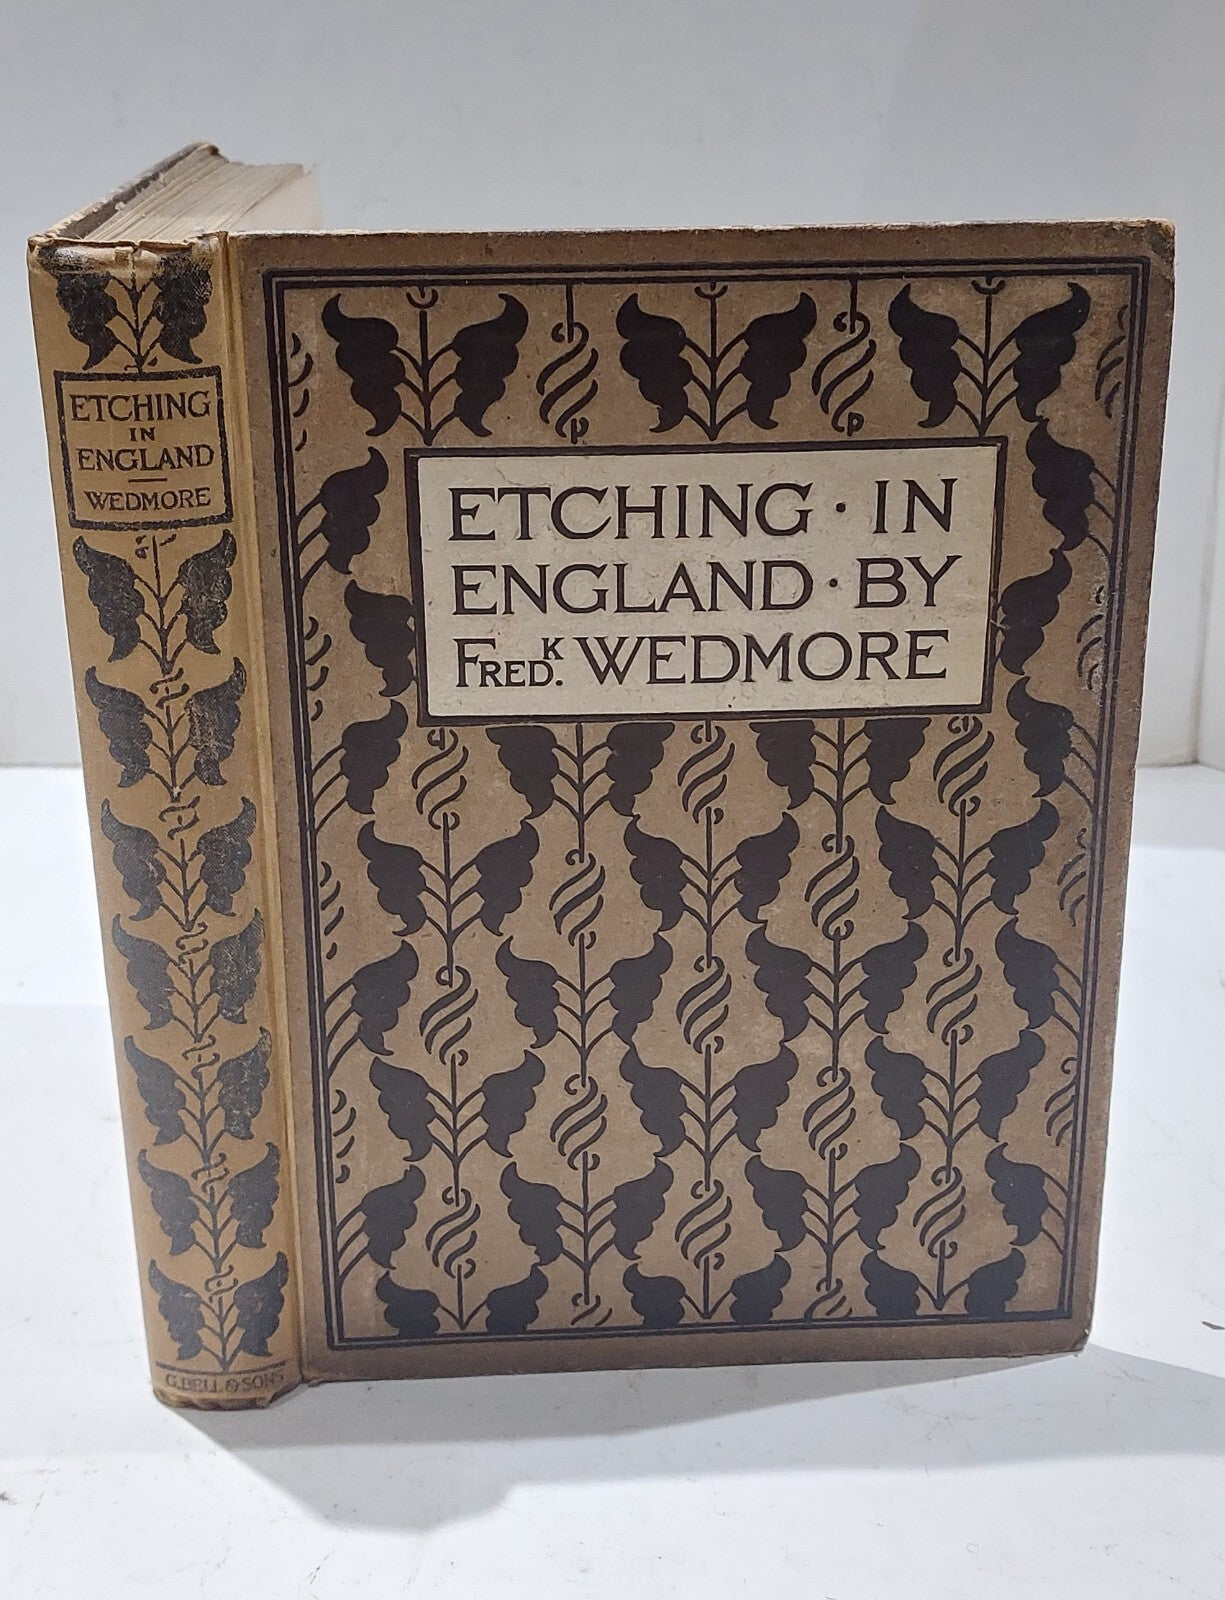 ETCHING
IN
ENGLAND
WEDMORE
G. BELL & SONS
ETCHING · IN
ENGLAND · BY
FREDK. WEDMORE